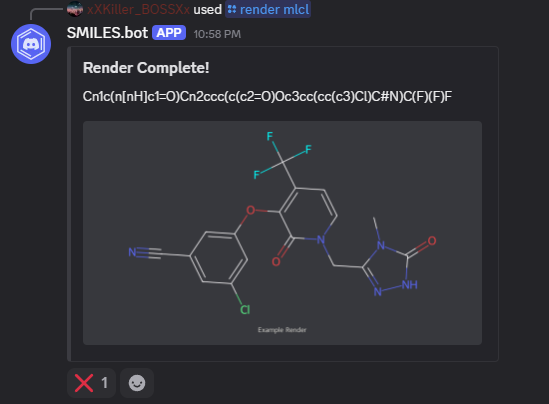 xXKIller_BOSSXx used render mlcl
SMILES.bot APP 10:58 PM
Render Complete!
Cn1c(n[nH]c1=O)Cn2ccc(c(c2=O)Oc3cc(cc(c3)Cl)C#N)C(F)(F)F
F
F
F
O
N
N
O
N
O
N
NH
Cl
Example Render
1